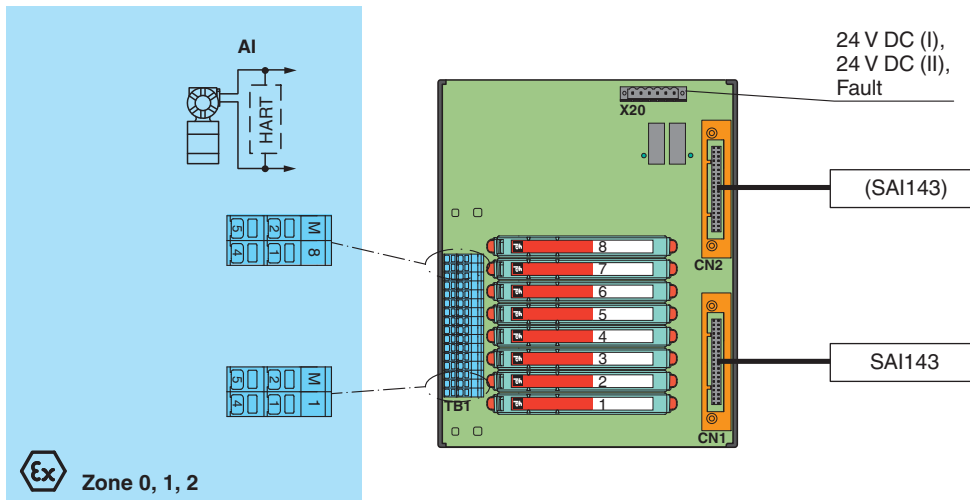 AI
HART
24 V DC (I),
24 V DC (II),
Fault
X20
(SAI143)
CN2
5 2 M
4 1 8
8
7
6
5
4
3
2
1
5 2 M
4 1 1
TB1
SAI143
CN1
Ex
Zone 0, 1, 2